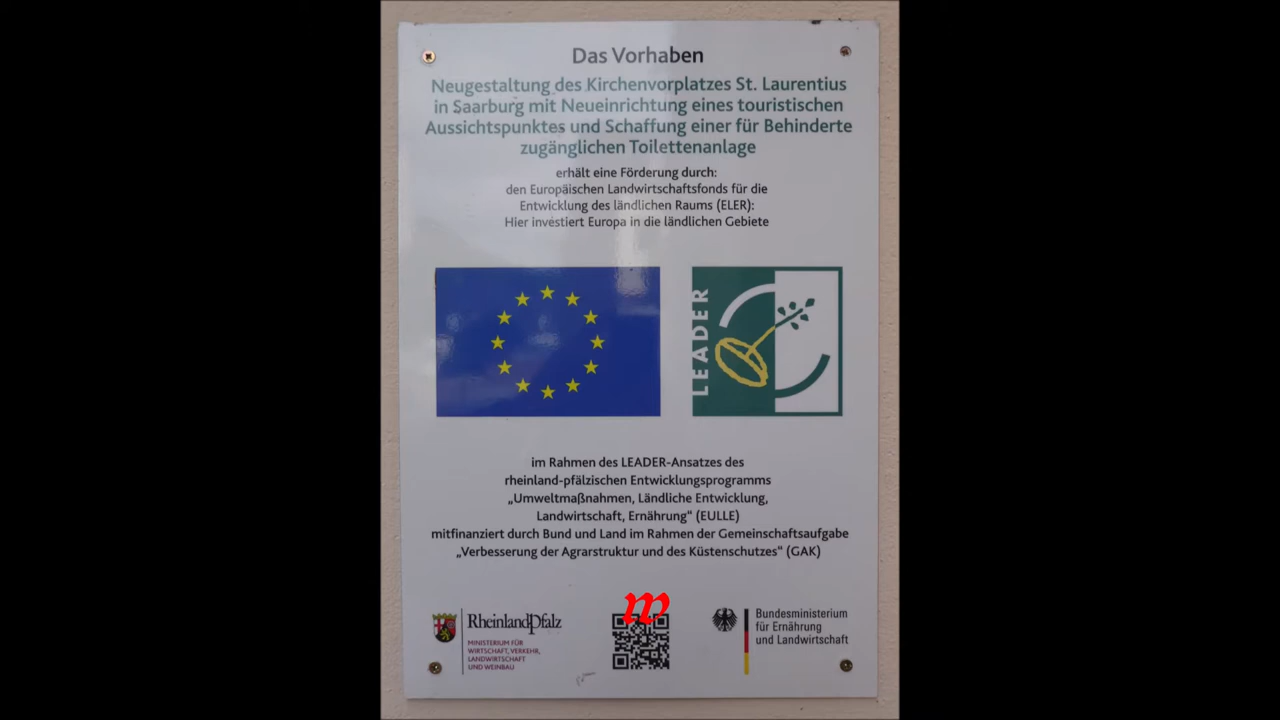 Das Vorhaben
Neugestaltung des Kirchenvorplatzes St. Laurentius
in Saarburg mit Neueinrichtung eines touristischen
Aussichtspunktes und Schaffung einer für Behinderte
zugänglichen Toilettenanlage
erhält eine Förderung durch:
den Europäischen Landwirtschaftsfonds für die
Entwicklung des ländlichen Raums (ELER):
Hier investiert Europa in die ländlichen Gebiete
LEADER
im Rahmen des LEADER-Ansatzes des
rheinland-pfälzischen Entwicklungsprogramms
„Umweltmaßnahmen, Ländliche Entwicklung,
Landwirtschaft, Ernährung“ (EULLE)
mitfinanziert durch Bund und Land im Rahmen der Gemeinschaftsaufgabe
„Verbesserung der Agrarstruktur und des Küstenschutzes“ (GAK)
RheinlandPfalz
MINISTERIUM FÜR
WIRTSCHAFT, VERKEHR,
LANDWIRTSCHAFT
UND WEINBAU
Bundesministerium
für Ernährung
und Landwirtschaft